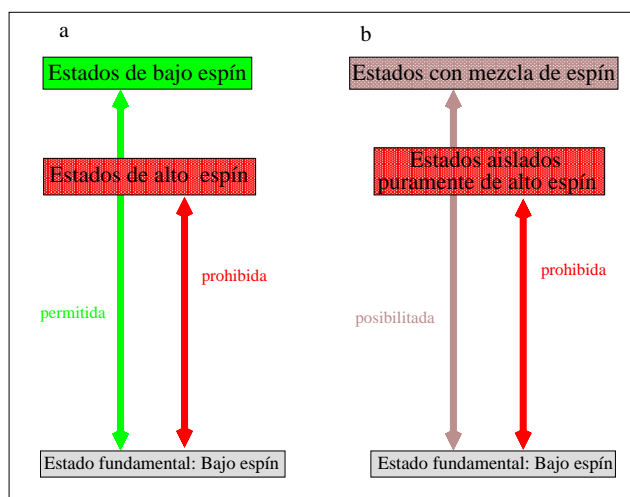 a
Estados de bajo espín
Estados de alto espín
prohibida
permitida
Estado fundamental: Bajo espín
b
Estados con mezcla de espín
Estados aislados
puramente de alto espín
prohibida
posibilitada
Estado fundamental: Bajo espín